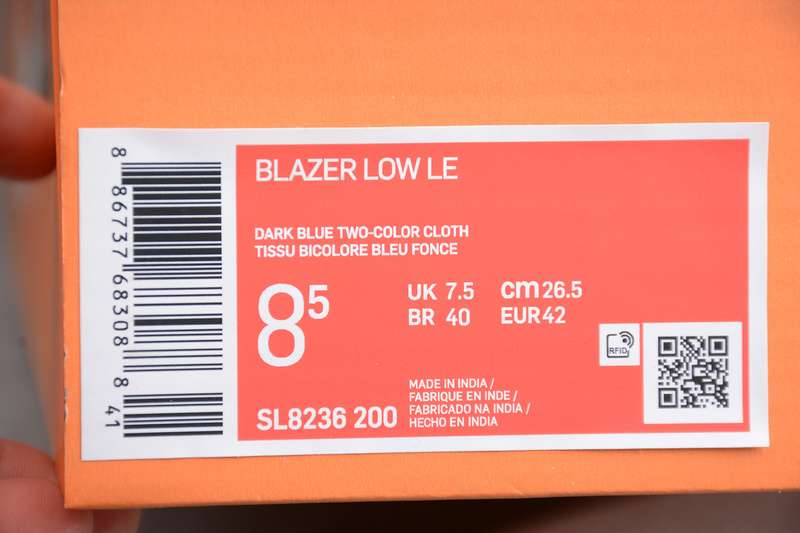 8 86737 68308 8 41
BLAZER LOW LE
DARK BLUE TWO-COLOR CLOTH
TISSU BICOLORE BLEU FONCE
8 5
UK 7.5 cm 26.5
BR 40 EUR 42
RFID
MADE IN INDIA /
FABRIQUE EN INDE /
FABRICADO NA INDIA /
HECHO EN INDIA
SL8236 200